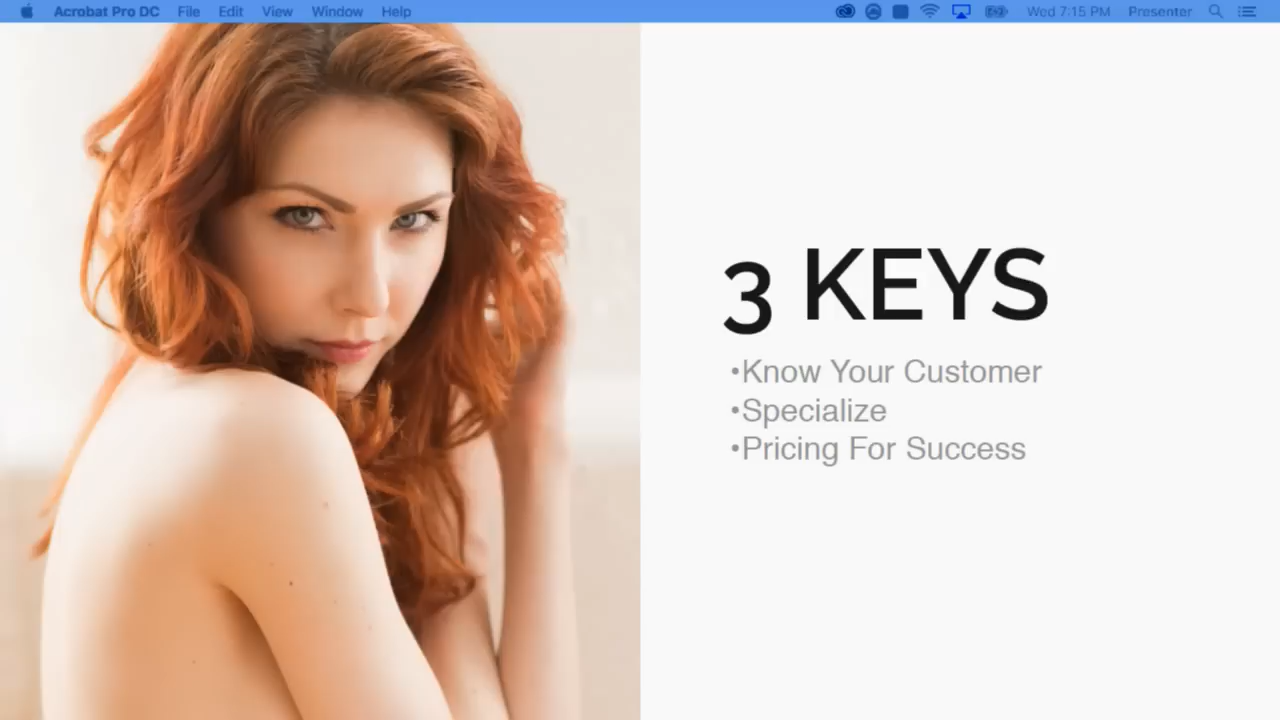 Acrobat Pro DC File Edit View Window Help Wed 7:15 PM Presenter
3 KEYS
•Know Your Customer
•Specialize
•Pricing For Success